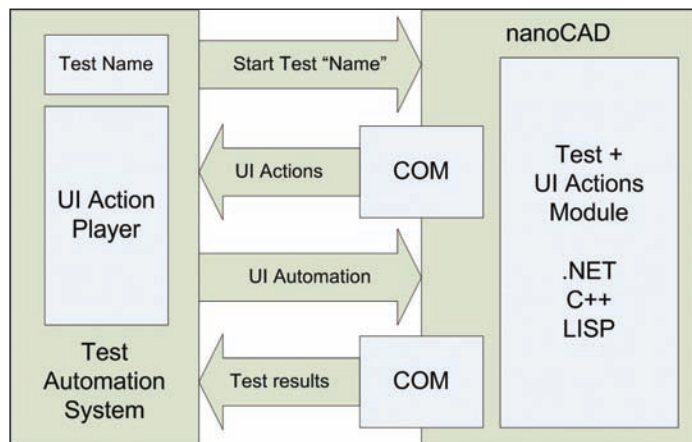 nanoCAD
Test Name
Start Test “Name”
UI Actions
COM
UI Action
Player
Test +
UI Actions
Module
.NET
C++
LISP
UI Automation
Test
Automation
System
Test results
COM